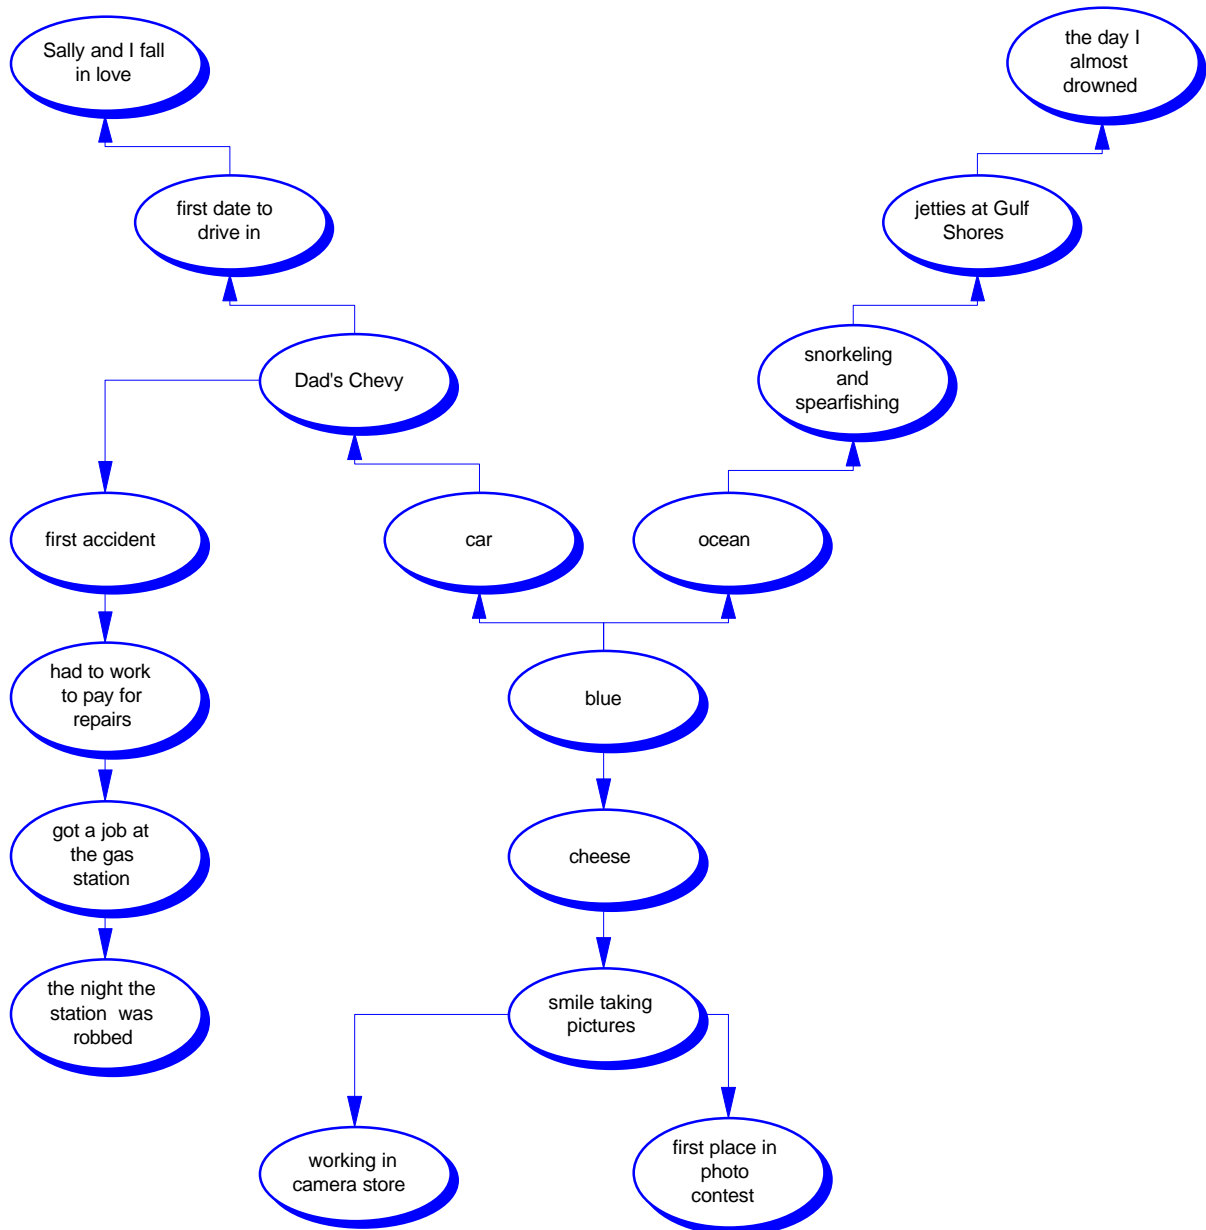 Sally and I fall
in love
the day I
almost
drowned
first date to
drive in
jetties at Gulf
Shores
Dad's Chevy
snorkeling
and
spearfishing
first accident
car
ocean
had to work
to pay for
repairs
blue
got a job at
the gas
station
cheese
the night the
station  was
robbed
smile taking
pictures
working in
camera store
first place in
photo
contest